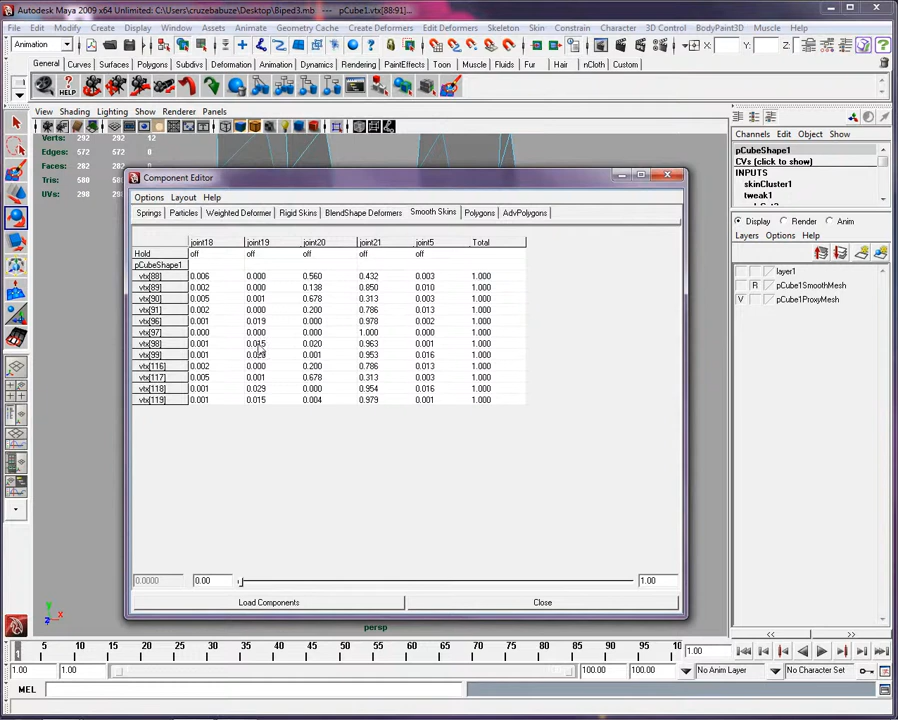 Autodesk Maya 2009 x64 Unlimited: C:\Users\cruzebabuze\Desktop\Biped3.mb --- pCube1.vtx[88:91]...
File Edit Modify Create Display Window Assets Animate Geometry Cache Create Deformers Edit Deformers Skeleton Skin Constrain Character 3D Control Muscle Help
Animation X: Y: Z:
General Curves Surfaces Polygons Subdivs Deformation Animation Dynamics Rendering PaintEffects Toon Muscle Fluids Fur Hair nCloth Custom
HELP
View Shading Lighting Show Renderer Panels
Channels Edit Object Show
Verts: 292 292 12
Edges: 572 572 0
Faces: 282 282 0
Tris: 580 580 0
UVs: 298 298 0
pCubeShape1
CVs (click to show)
INPUTS
skinCluster1
tweak1
Component Editor
Options Layout Help
Springs Particles Weighted Deformer Rigid Skins BlendShape Deformers Smooth Skins Polygons AdvPolygons
joint18 joint19 joint20 joint21 joint5 Total
Hold off off off off off
pCubeShape1
vtx[88] 0.006 0.000 0.560 0.432 0.003 1.000
vtx[89] 0.002 0.000 0.138 0.850 0.010 1.000
vtx[90] 0.005 0.001 0.678 0.313 0.003 1.000
vtx[91] 0.002 0.000 0.200 0.786 0.013 1.000
vtx[96] 0.001 0.019 0.000 0.978 0.002 1.000
vtx[97] 0.000 0.000 0.000 1.000 0.000 1.000
vtx[98] 0.001 0.015 0.020 0.963 0.001 1.000
vtx[99] 0.001 0.001 0.953 0.016 1.000
vtx[116] 0.002 0.000 0.200 0.786 0.013 1.000
vtx[117] 0.005 0.001 0.678 0.313 0.003 1.000
vtx[118] 0.001 0.029 0.000 0.954 0.016 1.000
vtx[119] 0.001 0.015 0.004 0.979 0.001 1.000
0.0000 0.00 1.00
Load Components Close
Display Render Anim
Layers Options Help
layer1
R pCube1SmoothMesh
V pCube1ProxyMesh
persp
1 5 10 15 20 25 30 35 40 45 50 55 60 65 70 75 80 85 90 95 10 1.00
1.00 1.00 100.00 100.00 No Anim Layer No Character Set
MEL